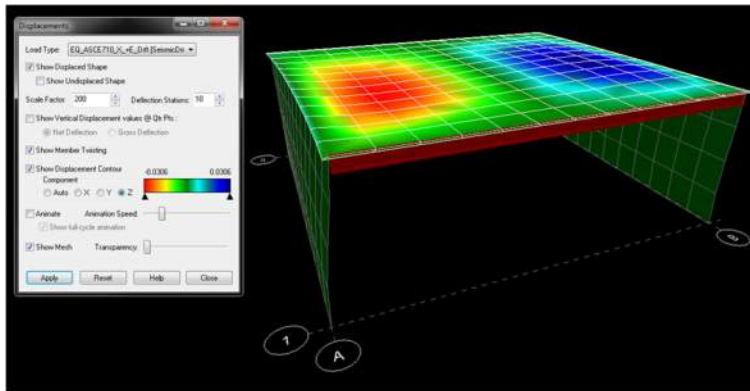 Displacements
Load Type: EQ_ASCE710_X_+E_Drft [SeismicDri
Show Displaced Shape
Show Undisplaced Shape
Scale Factor: 200 Deflection Stations: 10
Show Vertical Displacement values @ Qtr Pts :
Net Deflection Gross Deflection
Show Member Twisting
Show Displacement Contour
Component -0.0306 0.0306
Auto X Y Z
Animate Animation Speed:
Show full-cycle animation
Show Mesh Transparency:
Apply Reset Help Close
1
A